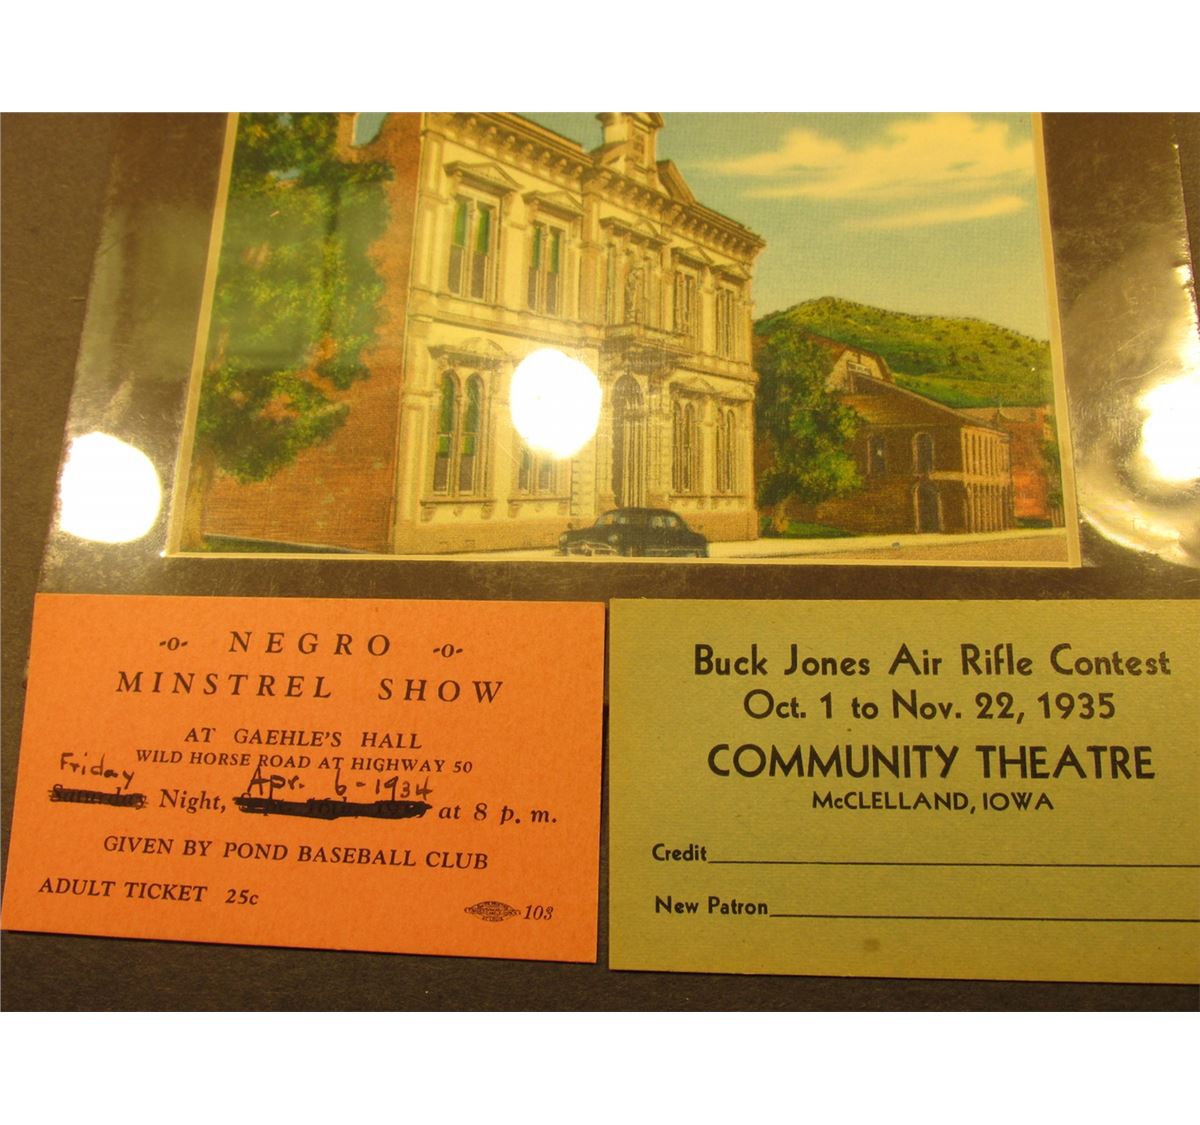 -o- NEGRO -o-
MINSTREL SHOW
AT GAEHLE'S HALL
WILD HORSE ROAD AT HIGHWAY 50
Friday Apr. 6-1934
Saturday Night, at 8 p. m.
GIVEN BY POND BASEBALL CLUB
ADULT TICKET 25c
103
Buck Jones Air Rifle Contest
Oct. 1 to Nov. 22, 1935
COMMUNITY THEATRE
McCLELLAND, IOWA
Credit
New Patron